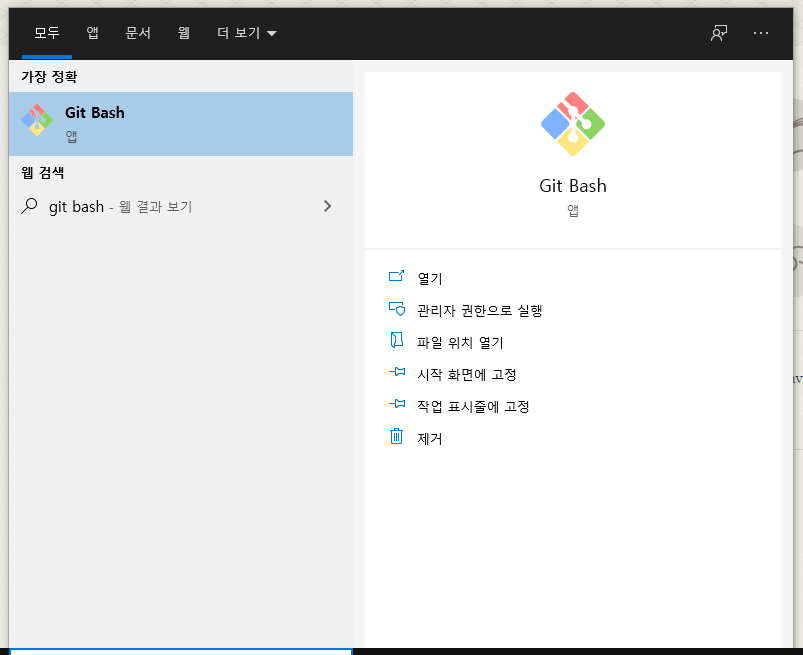 모두 앱 문서 웹 더 보기
가장 정확
Git Bash
앱
웹 검색
git bash - 웹 결과 보기
Git Bash
앱
열기
관리자 권한으로 실행
파일 위치 열기
시작 화면에 고정
작업 표시줄에 고정
제거